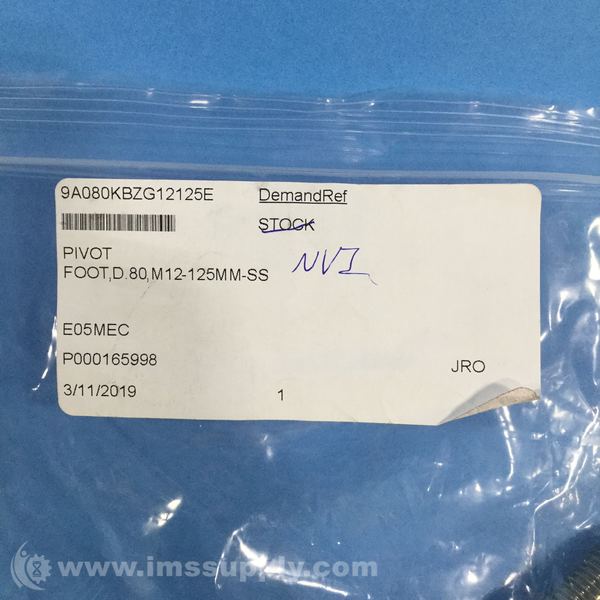 9A080KBZG12125E DemandRef
STOCK
PIVOT
NVI
FOOT,D.80,M12-125MM-SS
E05MEC
P000165998
JRO
3/11/2019
1
www.imssupply.com